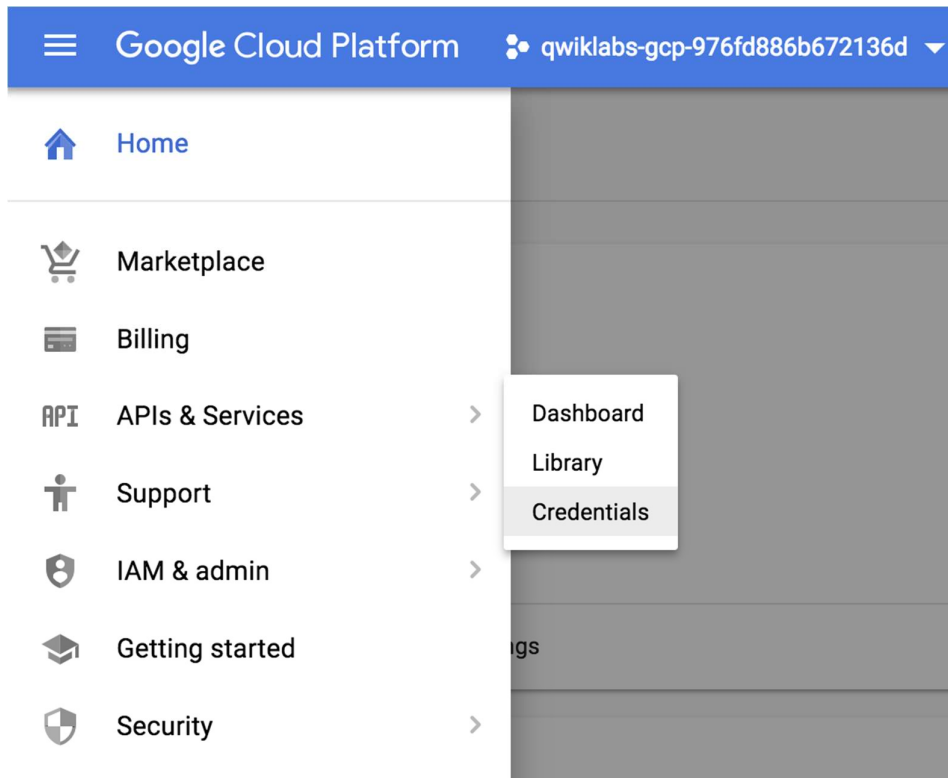 Google Cloud Platform qwiklabs-gcp-976fd886b672136d
Home
Marketplace
Billing
API APIs & Services
Dashboard
Library
Credentials
Support
IAM & admin
Getting started
ngs
Security